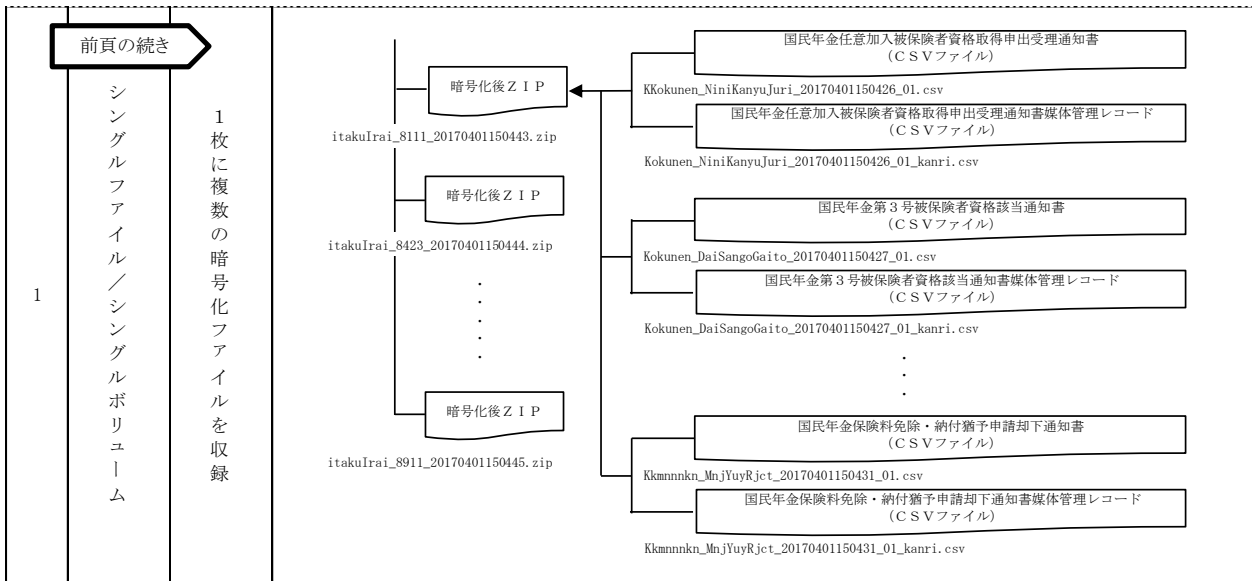 前頁の続き
1
シングルファイル／シングルボリューム
1枚に複数の暗号化ファイルを収録
暗号化後ＺＩＰ
itakuIrai_8111_20170401150443.zip
暗号化後ＺＩＰ
itakuIrai_8423_20170401150444.zip
・
・
・
・
・
暗号化後ＺＩＰ
itakuIrai_8911_20170401150445.zip
国民年金任意加入被保険者資格取得申出受理通知書
（ＣＳＶファイル）
KKokunen_NiniKanyuJuri_20170401150426_01.csv
国民年金任意加入被保険者資格取得申出受理通知書媒体管理レコード
（ＣＳＶファイル）
Kokunen_NiniKanyuJuri_20170401150426_01_kanri.csv
国民年金第３号被保険者資格該当通知書
（ＣＳＶファイル）
Kokunen_DaiSangoGaito_20170401150427_01.csv
国民年金第３号被保険者資格該当通知書媒体管理レコード
（ＣＳＶファイル）
Kokunen_DaiSangoGaito_20170401150427_01_kanri.csv
・
・
・
国民年金保険料免除・納付猶予申請却下通知書
（ＣＳＶファイル）
Kkmnnnkn_MnjYuyRjct_20170401150431_01.csv
国民年金保険料免除・納付猶予申請却下通知書媒体管理レコード
（ＣＳＶファイル）
Kkmnnnkn_MnjYuyRjct_20170401150431_01_kanri.csv